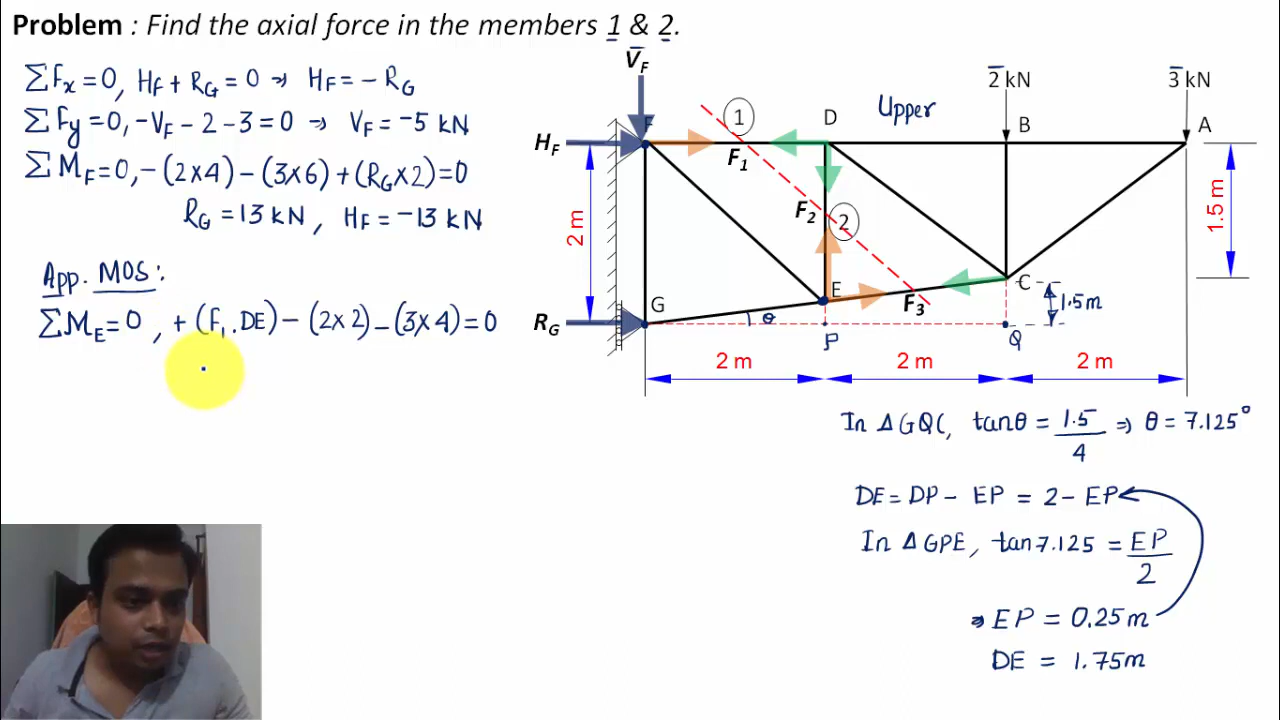 Problem : Find the axial force in the members 1 & 2.
ΣFx = 0, HF + RG = 0 ⇒ HF = - RG
ΣFy = 0, -VF - 2 - 3 = 0 ⇒ VF = -5 kN
ΣMF = 0, - (2×4) - (3×6) + (RG×2) = 0
RG = 13 kN, HF = -13 kN
App. MOS:
ΣME = 0, + (F1.DE) - (2×2) - (3×4) = 0
VF
2 kN
3 kN
1
D
Upper
B
A
F
HF
F1
2 m
F2
2
1.5 m
E
C
G
F3
1.5m
RG
θ
P
Q
2 m
2 m
2 m
In ΔGQC, tanθ = 1.5/4 ⇒ θ = 7.125°
DE = DP - EP = 2 - EP
In ΔGPE, tan7.125 = EP/2
⇒ EP = 0.25m
DE = 1.75m